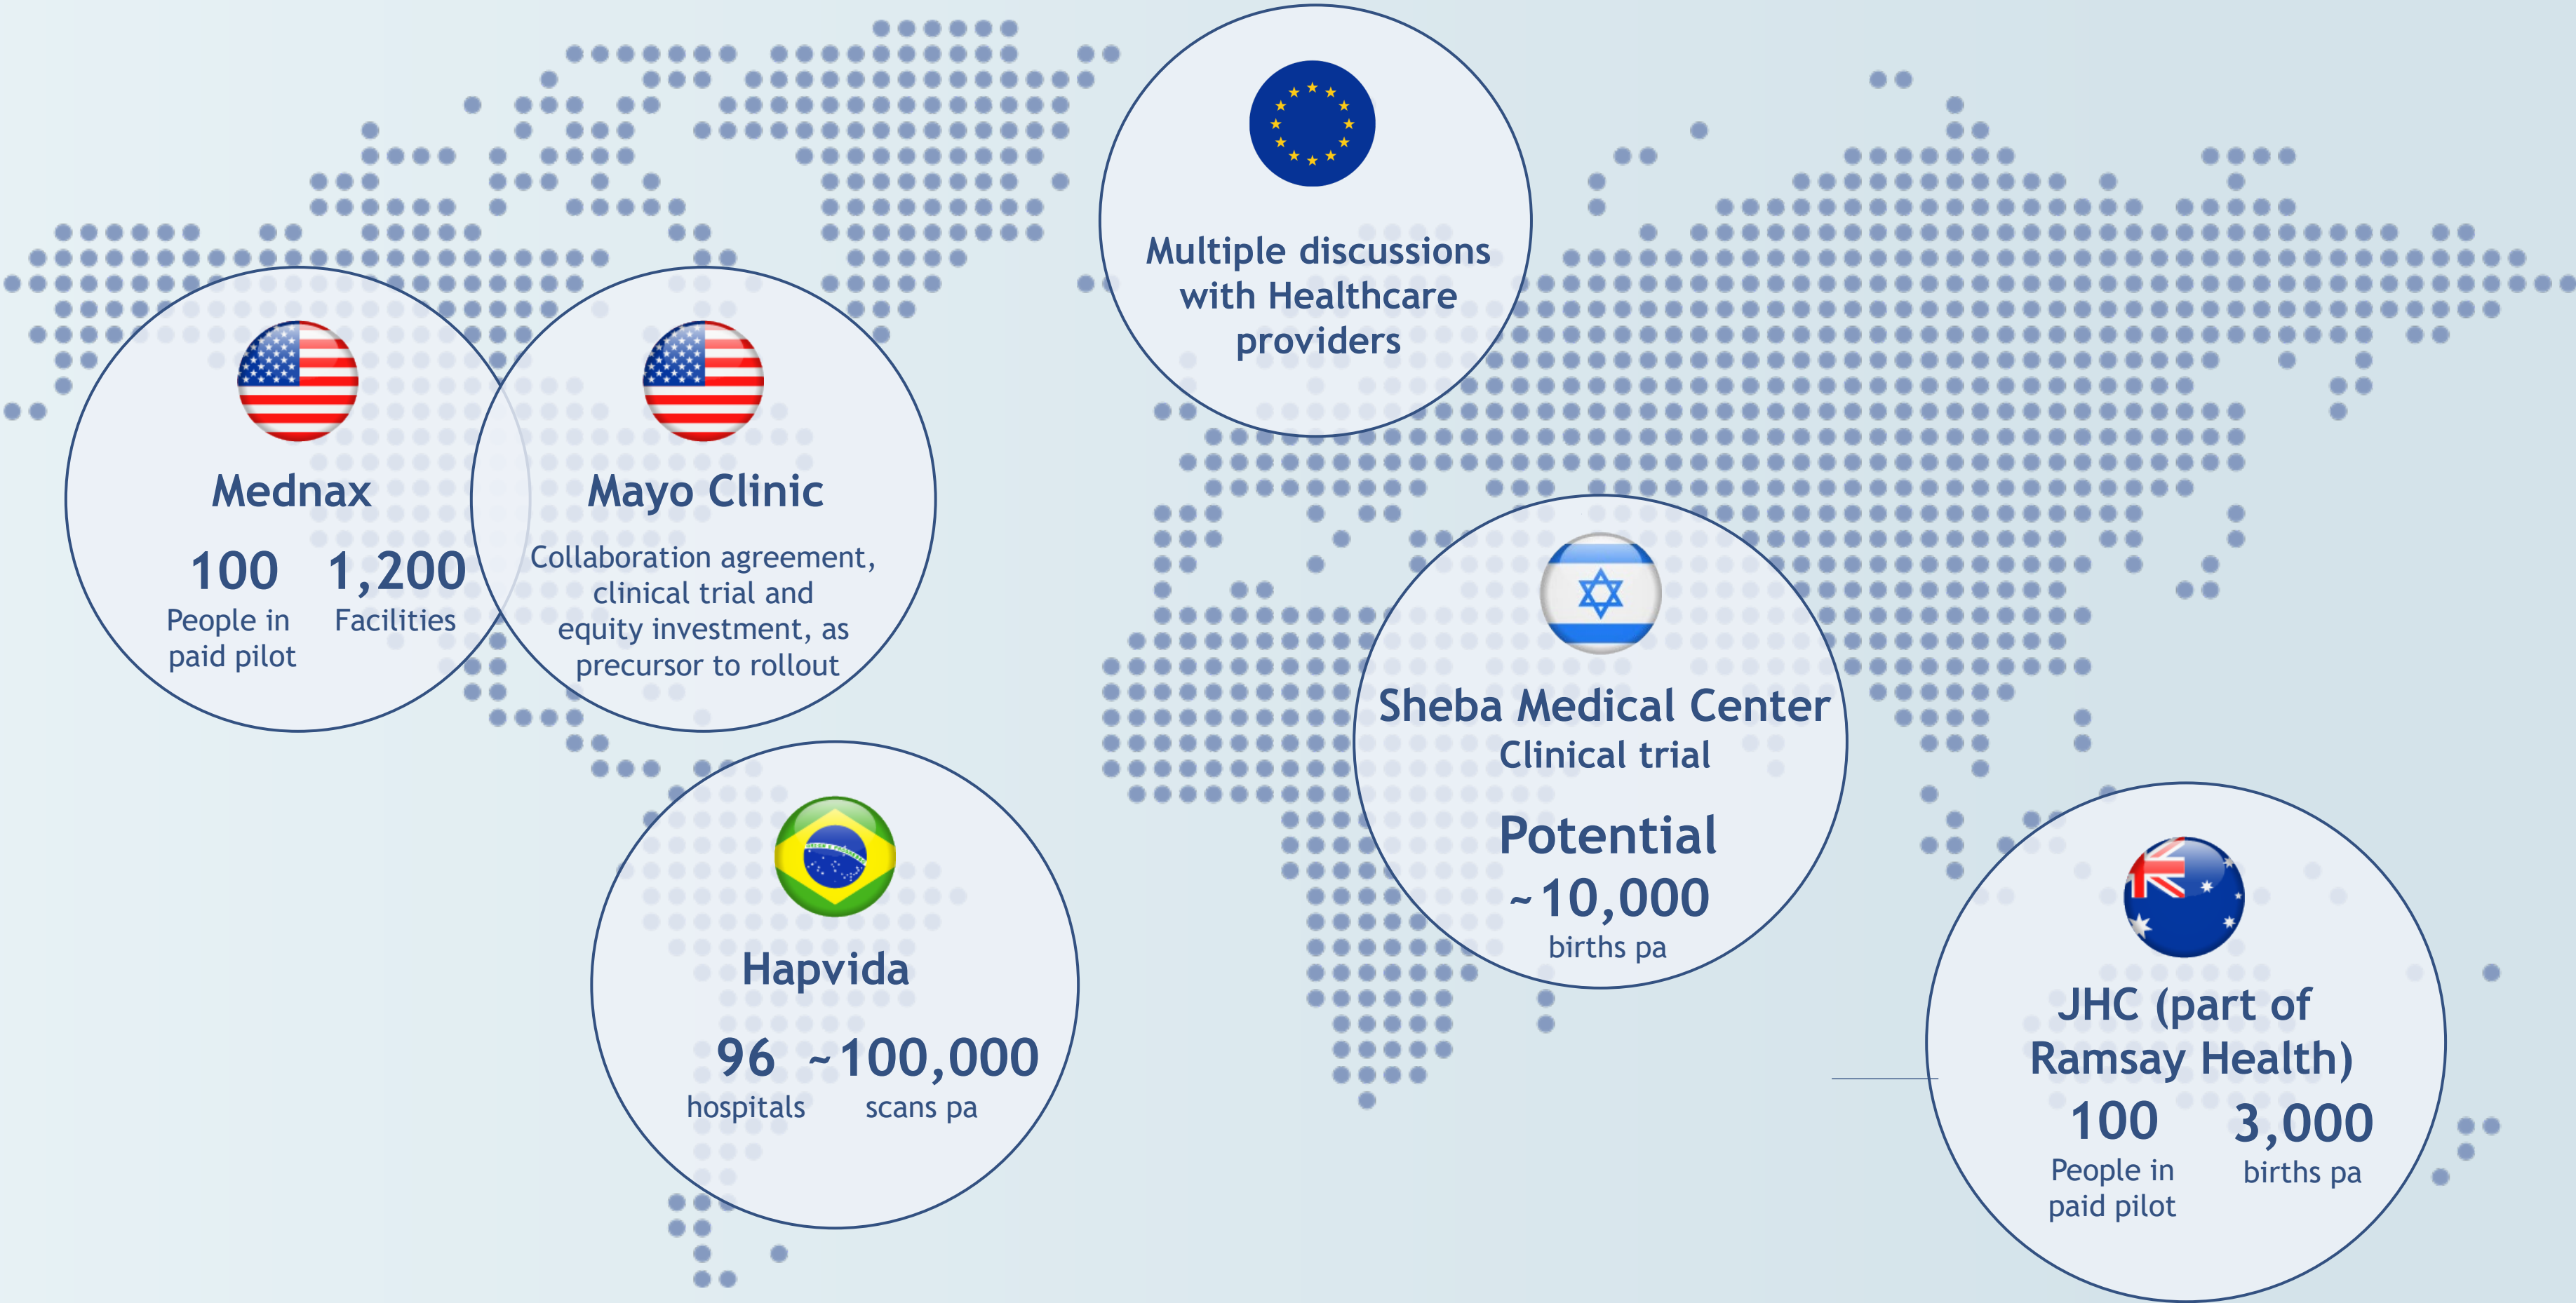 Multiple discussions
with Healthcare
providers
Mednax
100 1,200
People in Facilities
paid pilot
Mayo Clinic
Collaboration agreement,
clinical trial and
equity investment, as
precursor to rollout
Sheba Medical Center
Clinical trial
Potential
~10,000
births pa
Hapvida
96 ~100,000
hospitals scans pa
JHC (part of
Ramsay Health)
100 3,000
People in births pa
paid pilot